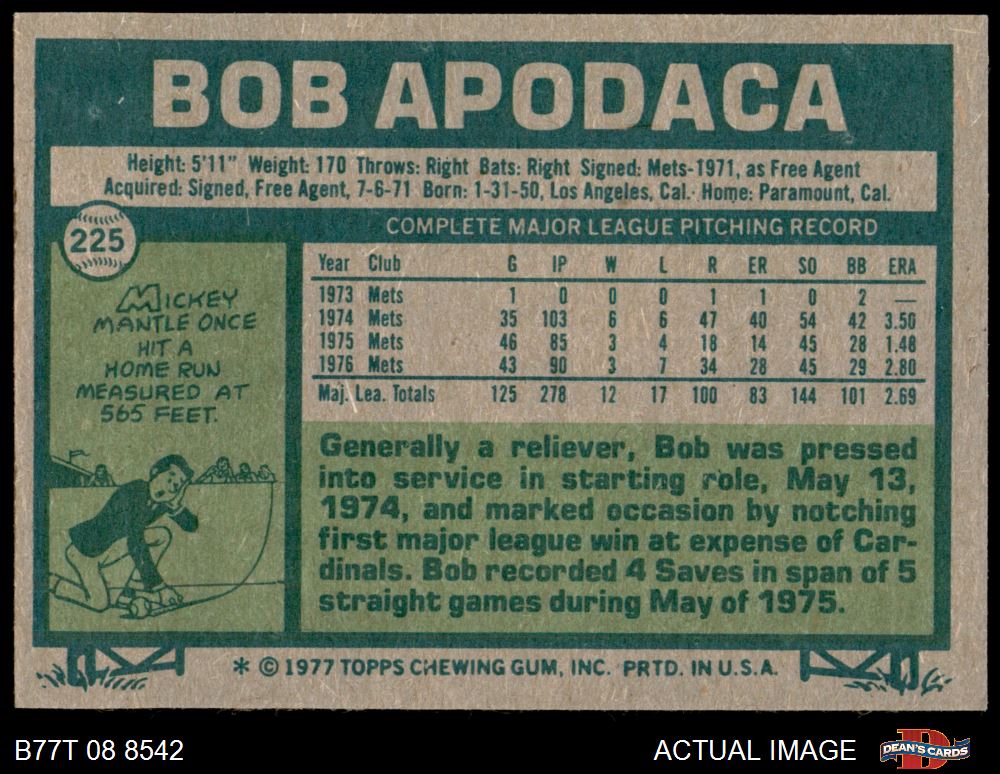 BOB APODACA
Height: 5'11" Weight: 170 Throws: Right Bats: Right Signed: Mets-1971, as Free Agent
Acquired: Signed, Free Agent, 7-6-71 Born: 1-31-50, Los Angeles, Cal. Home: Paramount, Cal.
225
COMPLETE MAJOR LEAGUE PITCHING RECORD
Year Club G IP W L R ER SO BB ERA
1973 Mets 1 0 0 0 1 1 0 2 —
1974 Mets 35 103 6 6 47 40 54 42 3.50
1975 Mets 46 85 3 4 18 14 45 28 1.48
1976 Mets 43 90 3 7 34 28 45 29 2.80
Maj. Lea. Totals 125 278 12 17 100 83 144 101 2.69
MICKEY
MANTLE ONCE
HIT A
HOME RUN
MEASURED AT
565 FEET.
Generally a reliever, Bob was pressed
into service in starting role, May 13,
1974, and marked occasion by notching
first major league win at expense of Car-
dinals. Bob recorded 4 Saves in span of 5
straight games during May of 1975.
* © 1977 TOPPS CHEWING GUM, INC. PRTD. IN U.S.A.
B77T 08 8542
ACTUAL IMAGE
DEAN'S CARDS